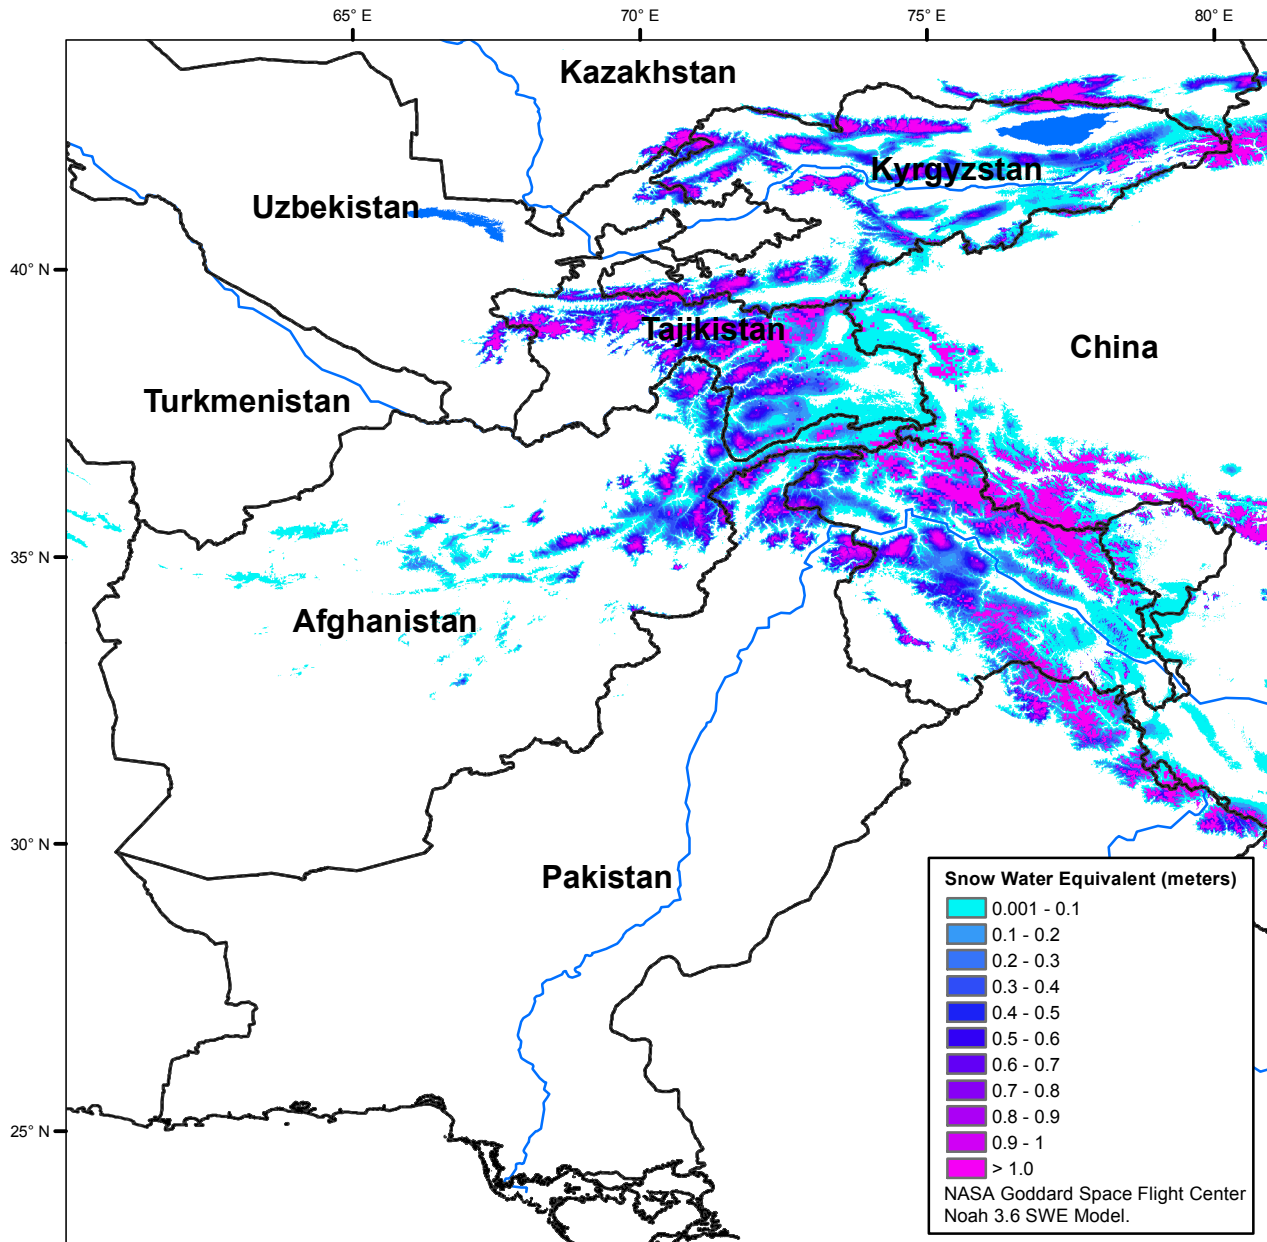 65° E
70° E
75° E
80° E
Kazakhstan
Kyrgyzstan
Uzbekistan
40° N
Tajikistan
China
Turkmenistan
35° N
Afghanistan
30° N
Pakistan
25° N
Snow Water Equivalent (meters)
0.001 - 0.1
0.1 - 0.2
0.2 - 0.3
0.3 - 0.4
0.4 - 0.5
0.5 - 0.6
0.6 - 0.7
0.7 - 0.8
0.8 - 0.9
0.9 - 1
> 1.0
NASA Goddard Space Flight Center
Noah 3.6 SWE Model.